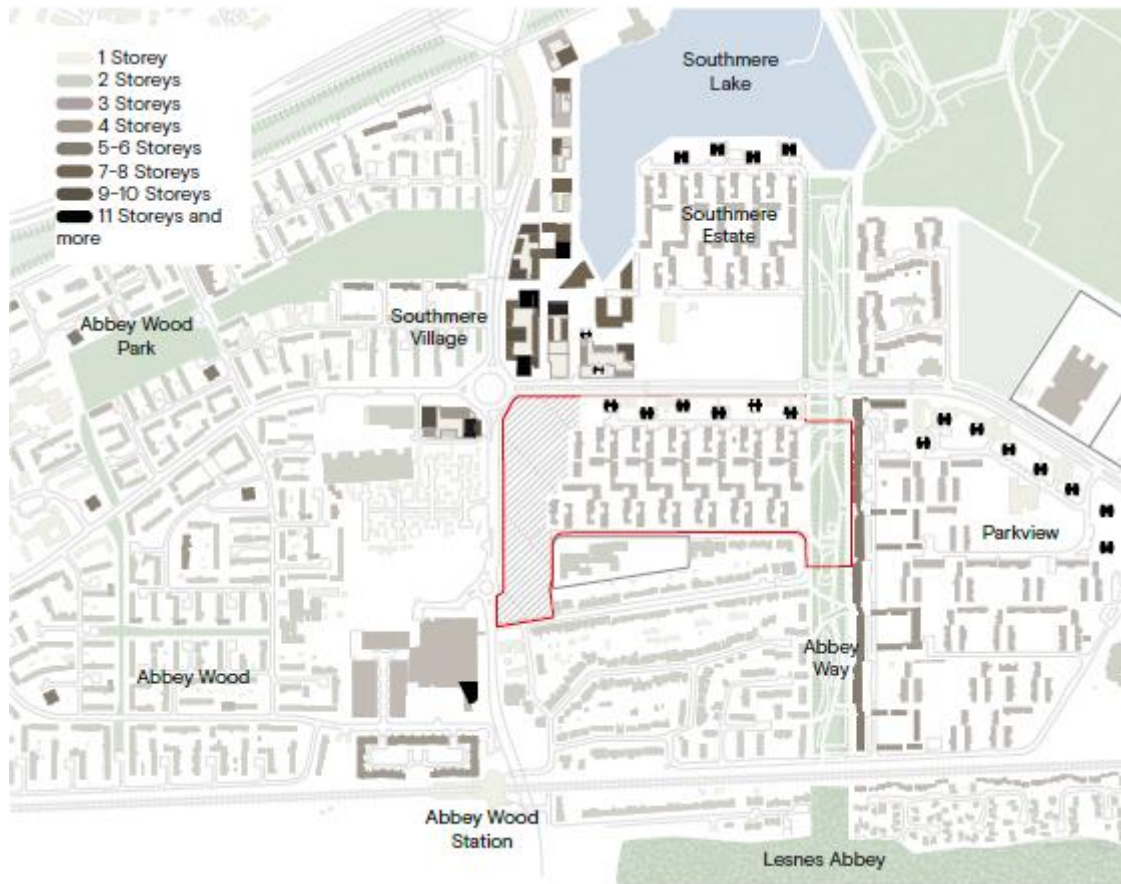 1 Storey
2 Storeys
3 Storeys
4 Storeys
5-6 Storeys
7-8 Storeys
9-10 Storeys
11 Storeys and
more
Southmere
Lake
Southmere
Estate
Abbey Wood
Park
Southmere
Village
Parkview
Abbey
Way
Abbey Wood
Abbey Wood
Station
Lesnes Abbey